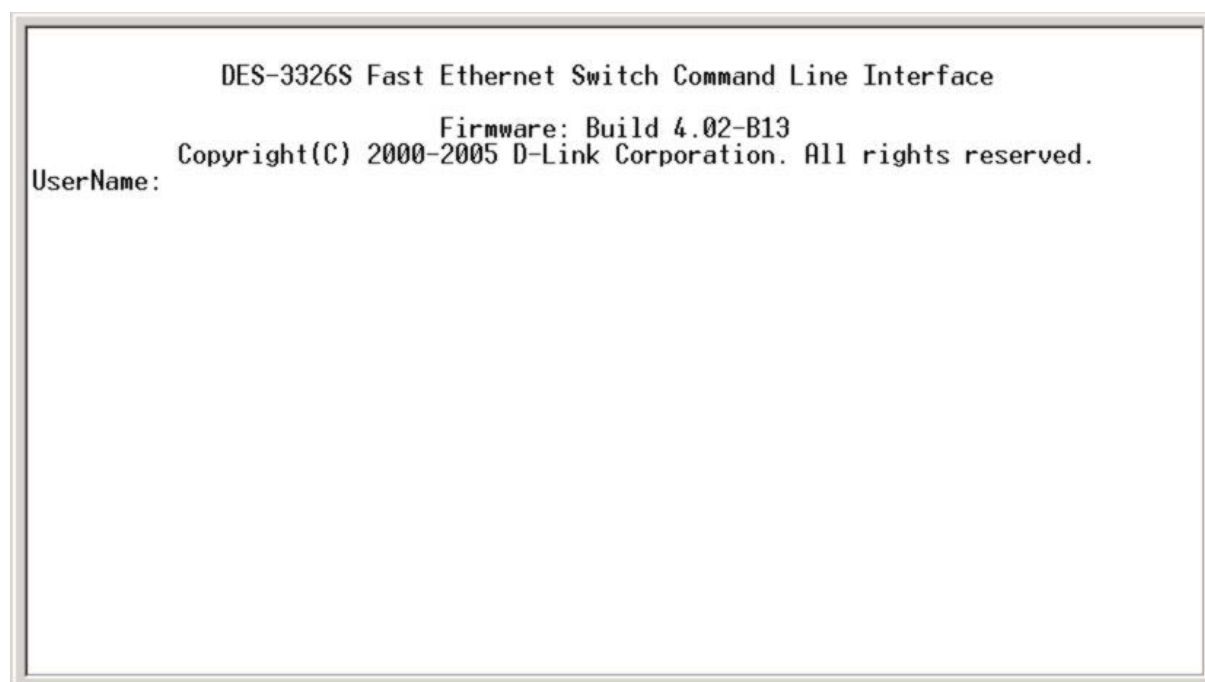 DES-3326S Fast Ethernet Switch Command Line Interface
Firmware: Build 4.02-B13
Copyright(C) 2000-2005 D-Link Corporation. All rights reserved.
UserName: